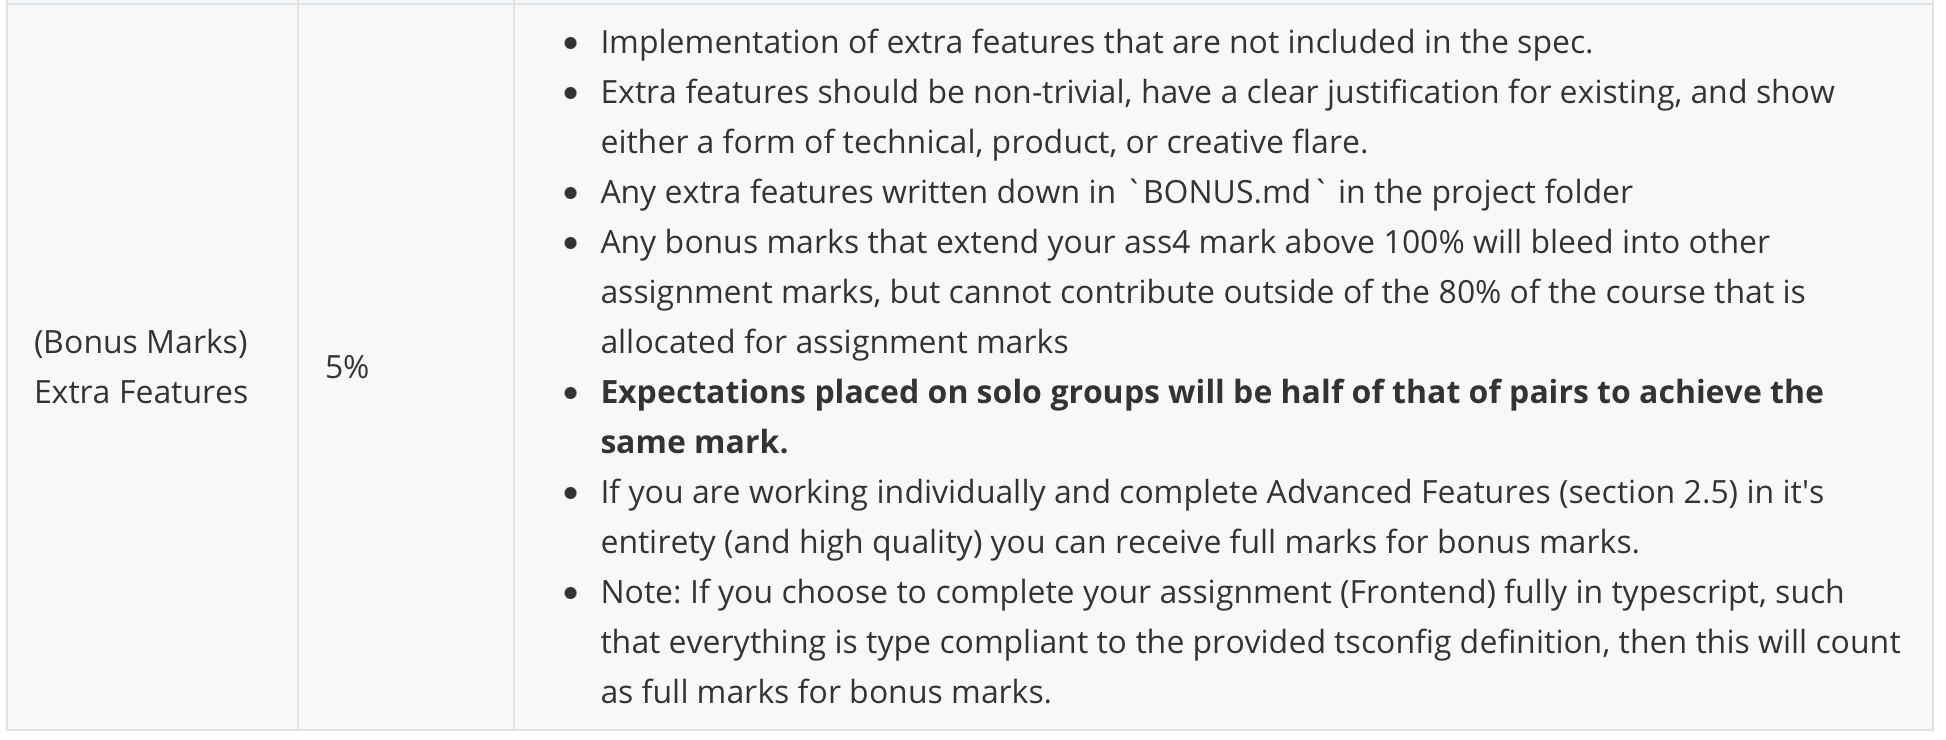 Implementation of extra features that are not included in the spec.
Extra features should be non-trivial, have a clear justification for existing, and show
either a form of technical, product, or creative flare.
Any extra features written down in `BONUS.md` in the project folder
Any bonus marks that extend your ass4 mark above 100% will bleed into other
assignment marks, but cannot contribute outside of the 80% of the course that is
allocated for assignment marks
(Bonus Marks)
Extra Features
5%
Expectations placed on solo groups will be half of that of pairs to achieve the
same mark.
If you are working individually and complete Advanced Features (section 2.5) in it's
entirety (and high quality) you can receive full marks for bonus marks.
Note: If you choose to complete your assignment (Frontend) fully in typescript, such
that everything is type compliant to the provided tsconfig definition, then this will count
as full marks for bonus marks.